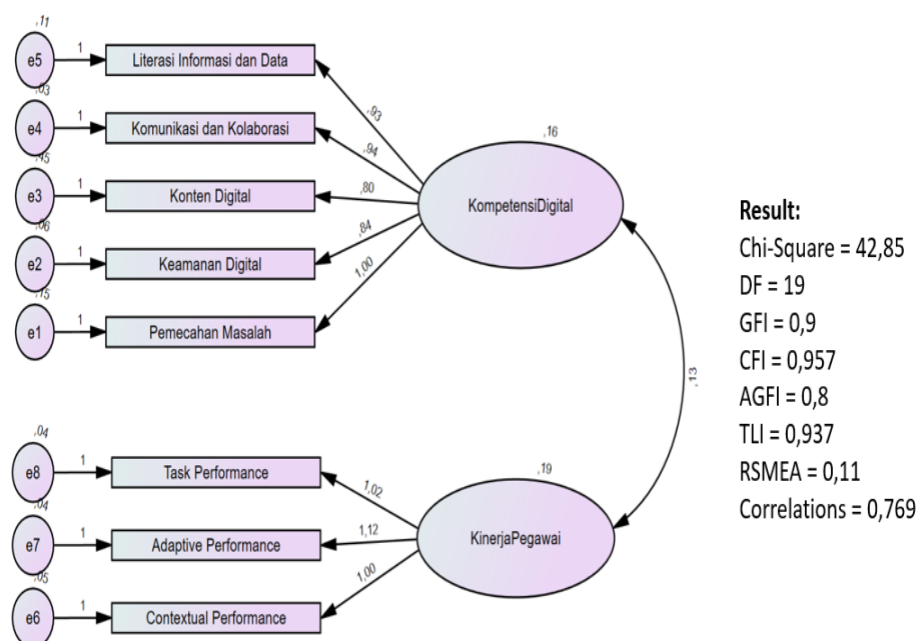 ,11
e5
1
Literasi Informasi dan Data
,93
,03
e4
1
Komunikasi dan Kolaborasi
,94
,16
,45
e3
1
Konten Digital
,80
KompetensiDigital
,06
e2
1
Keamanan Digital
,84
,15
e1
1
Pemecahan Masalah
1,00
,13
,04
e8
1
Task Performance
1,02
,19
,04
e7
1
Adaptive Performance
1,12
KinerjaPegawai
,05
e6
1
Contextual Performance
1,00
Result:
Chi-Square = 42,85
DF = 19
GFI = 0,9
CFI = 0,957
AGFI = 0,8
TLI = 0,937
RSMEA = 0,11
Correlations = 0,769